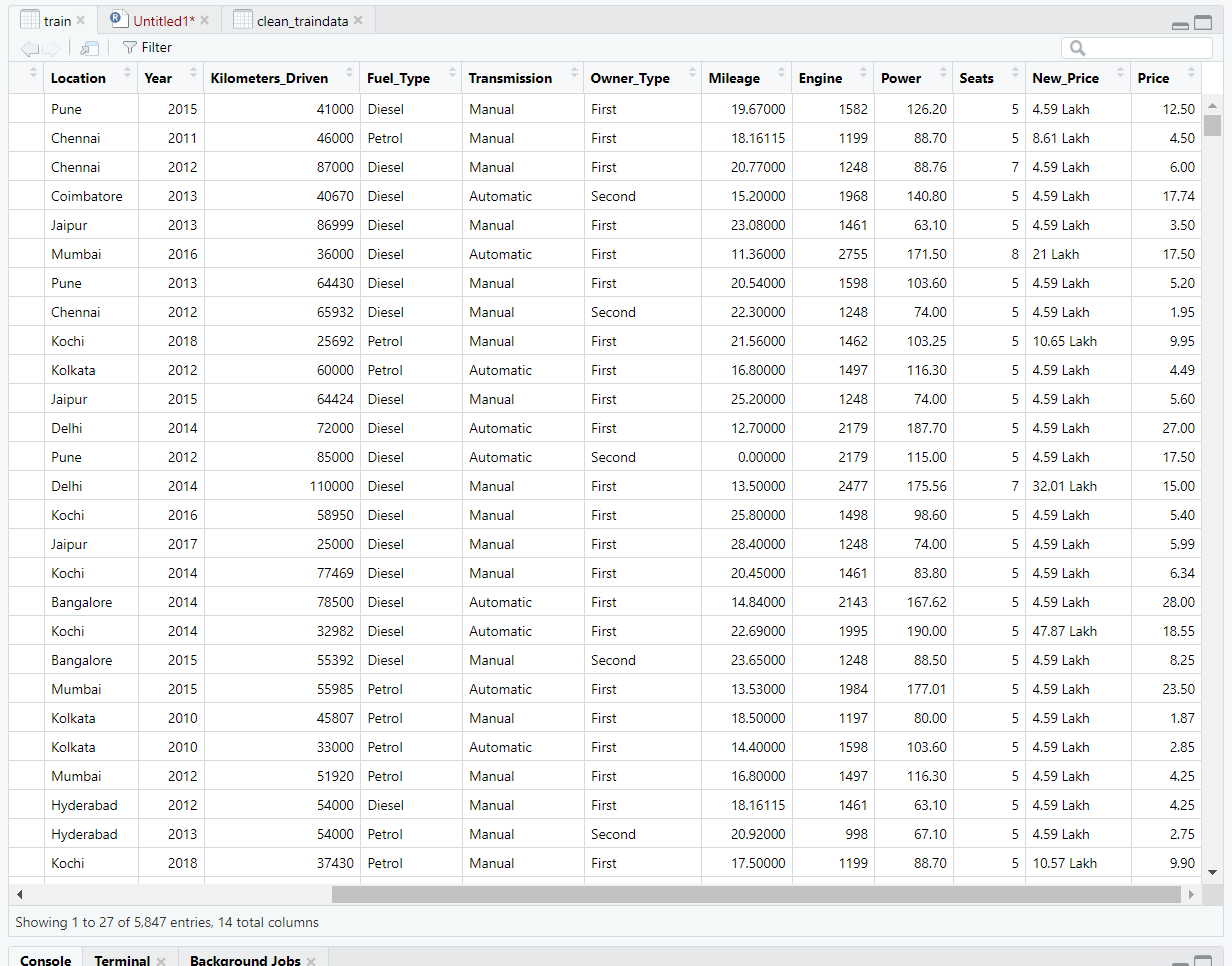 train Untitled1* clean_traindata
Filter
Location Year Kilometers_Driven Fuel_Type Transmission Owner_Type Mileage Engine Power Seats New_Price Price
Pune 2015 41000 Diesel Manual First 19.67000 1582 126.20 5 4.59 Lakh 12.50
Chennai 2011 46000 Petrol Manual First 18.16115 1199 88.70 5 8.61 Lakh 4.50
Chennai 2012 87000 Diesel Manual First 20.77000 1248 88.76 7 4.59 Lakh 6.00
Coimbatore 2013 40670 Diesel Automatic Second 15.20000 1968 140.80 5 4.59 Lakh 17.74
Jaipur 2013 86999 Diesel Manual First 23.08000 1461 63.10 5 4.59 Lakh 3.50
Mumbai 2016 36000 Diesel Automatic First 11.36000 2755 171.50 8 21 Lakh 17.50
Pune 2013 64430 Diesel Manual First 20.54000 1598 103.60 5 4.59 Lakh 5.20
Chennai 2012 65932 Diesel Manual Second 22.30000 1248 74.00 5 4.59 Lakh 1.95
Kochi 2018 25692 Petrol Manual First 21.56000 1462 103.25 5 10.65 Lakh 9.95
Kolkata 2012 60000 Petrol Automatic First 16.80000 1497 116.30 5 4.59 Lakh 4.49
Jaipur 2015 64424 Diesel Manual First 25.20000 1248 74.00 5 4.59 Lakh 5.60
Delhi 2014 72000 Diesel Automatic First 12.70000 2179 187.70 5 4.59 Lakh 27.00
Pune 2012 85000 Diesel Automatic Second 0.00000 2179 115.00 5 4.59 Lakh 17.50
Delhi 2014 110000 Diesel Manual First 13.50000 2477 175.56 7 32.01 Lakh 15.00
Kochi 2016 58950 Diesel Manual First 25.80000 1498 98.60 5 4.59 Lakh 5.40
Jaipur 2017 25000 Diesel Manual First 28.40000 1248 74.00 5 4.59 Lakh 5.99
Kochi 2014 77469 Diesel Manual First 20.45000 1461 83.80 5 4.59 Lakh 6.34
Bangalore 2014 78500 Diesel Automatic First 14.84000 2143 167.62 5 4.59 Lakh 28.00
Kochi 2014 32982 Diesel Automatic First 22.69000 1995 190.00 5 47.87 Lakh 18.55
Bangalore 2015 55392 Diesel Manual Second 23.65000 1248 88.50 5 4.59 Lakh 8.25
Mumbai 2015 55985 Petrol Automatic First 13.53000 1984 177.01 5 4.59 Lakh 23.50
Kolkata 2010 45807 Petrol Manual First 18.50000 1197 80.00 5 4.59 Lakh 1.87
Kolkata 2010 33000 Petrol Automatic First 14.40000 1598 103.60 5 4.59 Lakh 2.85
Mumbai 2012 51920 Petrol Manual First 16.80000 1497 116.30 5 4.59 Lakh 4.25
Hyderabad 2012 54000 Diesel Manual First 18.16115 1461 63.10 5 4.59 Lakh 4.25
Hyderabad 2013 54000 Petrol Manual Second 20.92000 998 67.10 5 4.59 Lakh 2.75
Kochi 2018 37430 Petrol Manual First 17.50000 1199 88.70 5 10.57 Lakh 9.90
Showing 1 to 27 of 5,847 entries, 14 total columns
Console Terminal Background Jobs